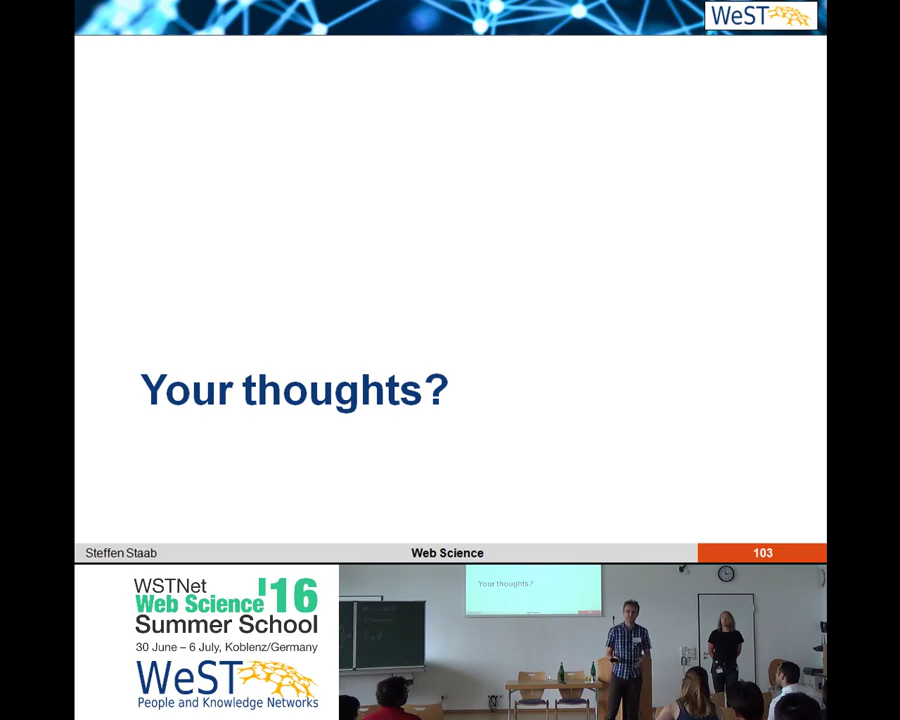 WeST
Your thoughts?
Steffen Staab
Web Science
103
WSTNet
Web Science '16
Summer School
30 June – 6 July, Koblenz/Germany
WeST
People and Knowledge Networks
Your thoughts?